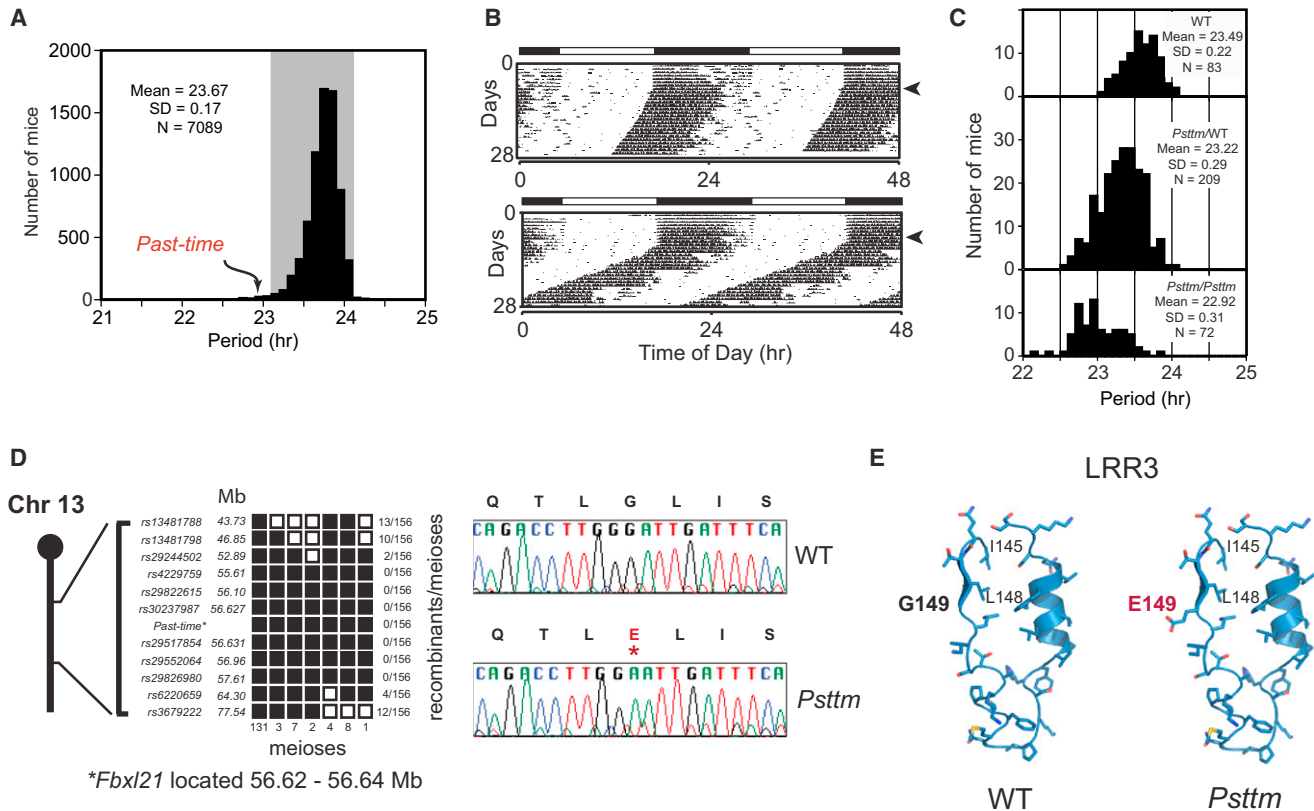 A
2000
1500
1000
500
0
Number of mice
Mean = 23.67
SD = 0.17
N = 7089
Past-time
21 22 23 24 25
Period (hr)
B
0
Days
28
0 24 48
0
Days
28
0 24 48
Time of Day (hr)
C
10
0
WT
Mean = 23.49
SD = 0.22
N = 83
30
20
10
0
Psttm/WT
Mean = 23.22
SD = 0.29
N = 209
10
0
Psttm/Psttm
Mean = 22.92
SD = 0.31
N = 72
Number of mice
22 23 24 25
Period (hr)
D
Chr 13
Mb
rs13481788 43.73 13/156
rs13481798 46.85 10/156
rs29244502 52.89 2/156
rs4229759 55.61 0/156
rs29822615 56.10 0/156
rs30237987 56.627 0/156
Past-time* 0/156
rs29517854 56.631 0/156
rs29552064 56.96 0/156
rs29826980 57.61 0/156
rs6220659 64.30 4/156
rs3679222 77.54 12/156
131 3 7 2 4 8 1
meioses
recombinants/meioses
*Fbxl21 located 56.62 - 56.64 Mb
Q T L G L I S
CAGACCTTGGGATTGATTTCA
WT
Q T L E L I S
*
CAGACCTTGGAATTGATTTCA
Psttm
E
LRR3
I145
L148
G149
WT
I145
L148
E149
Psttm